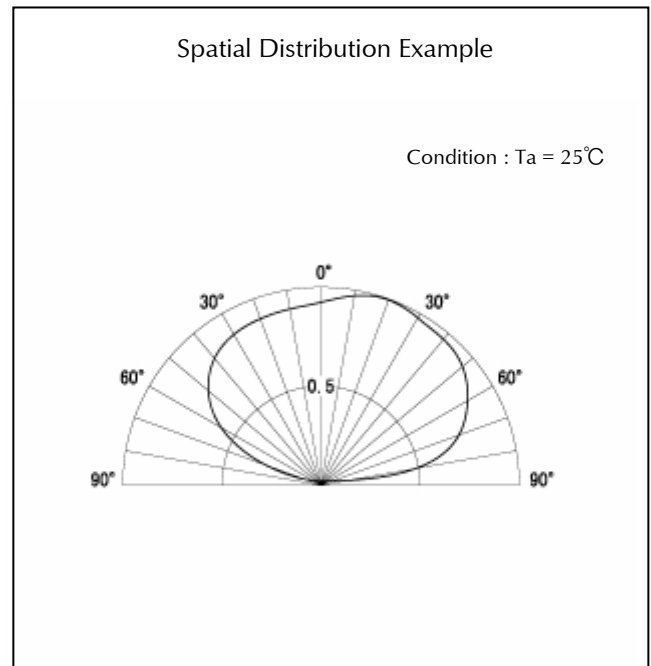 Spatial Distribution Example
Condition : Ta = 25℃
0°
30° 30°
60° 60°
0.5
90° 90°